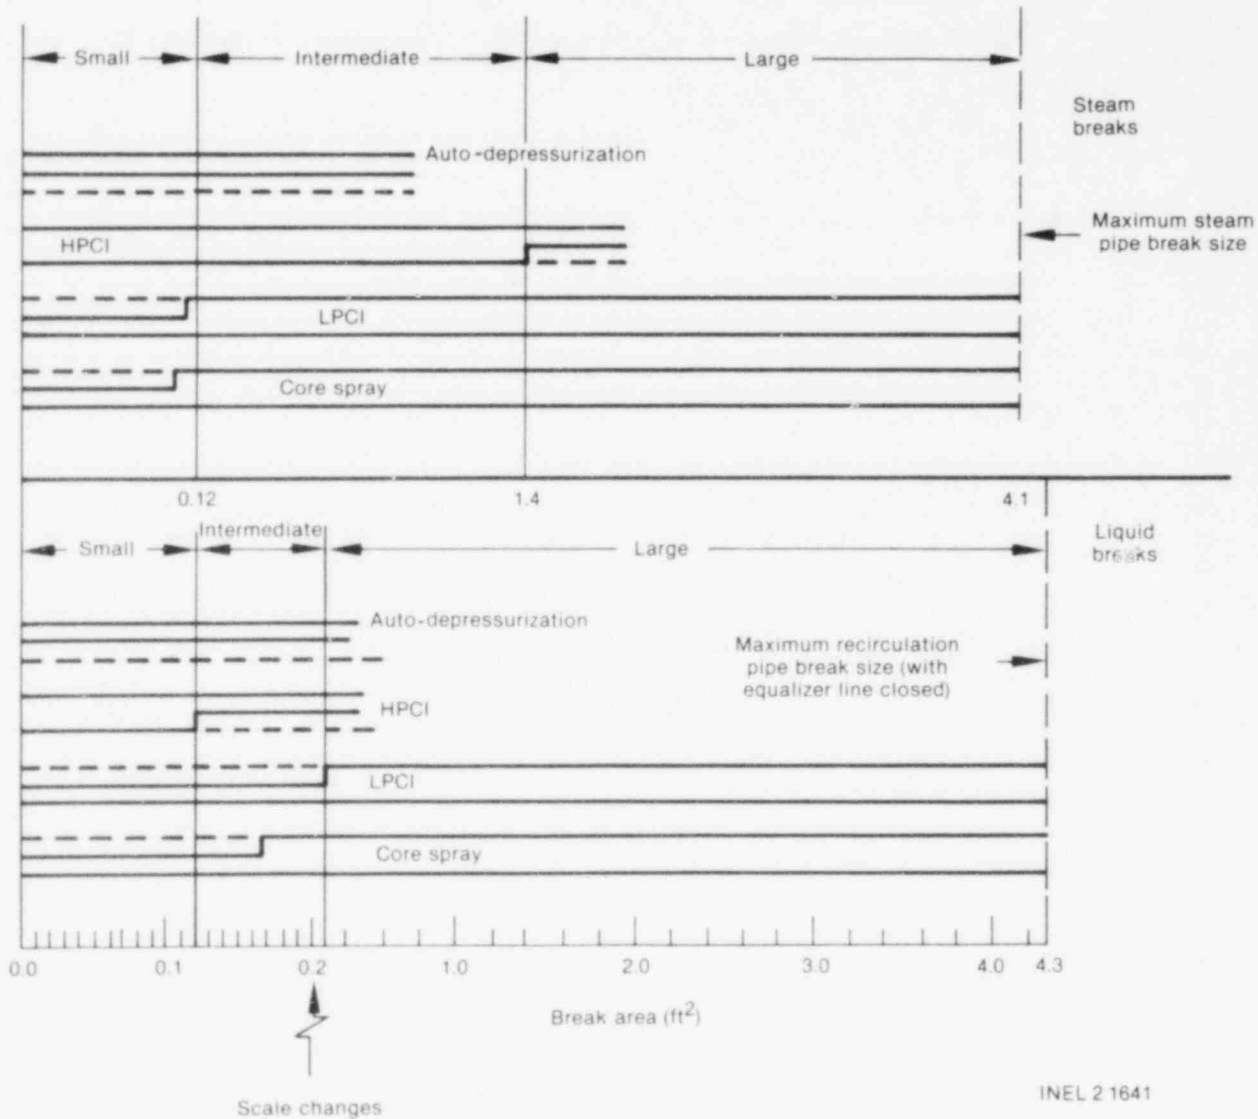 Small
Intermediate
Large
Steam
breaks
Auto-depressurization
HPCI
Maximum steam
pipe break size
LPCI
Core spray
0.12
1.4
4.1
Small
Intermediate
Large
Liquid
breaks
Auto-depressurization
Maximum recirculation
pipe break size (with
equalizer line closed)
HPCI
LPCI
Core spray
0.0
0.1
0.2
1.0
2.0
3.0
4.0
4.3
Break area (ft²)
Scale changes
INEL 2 1641